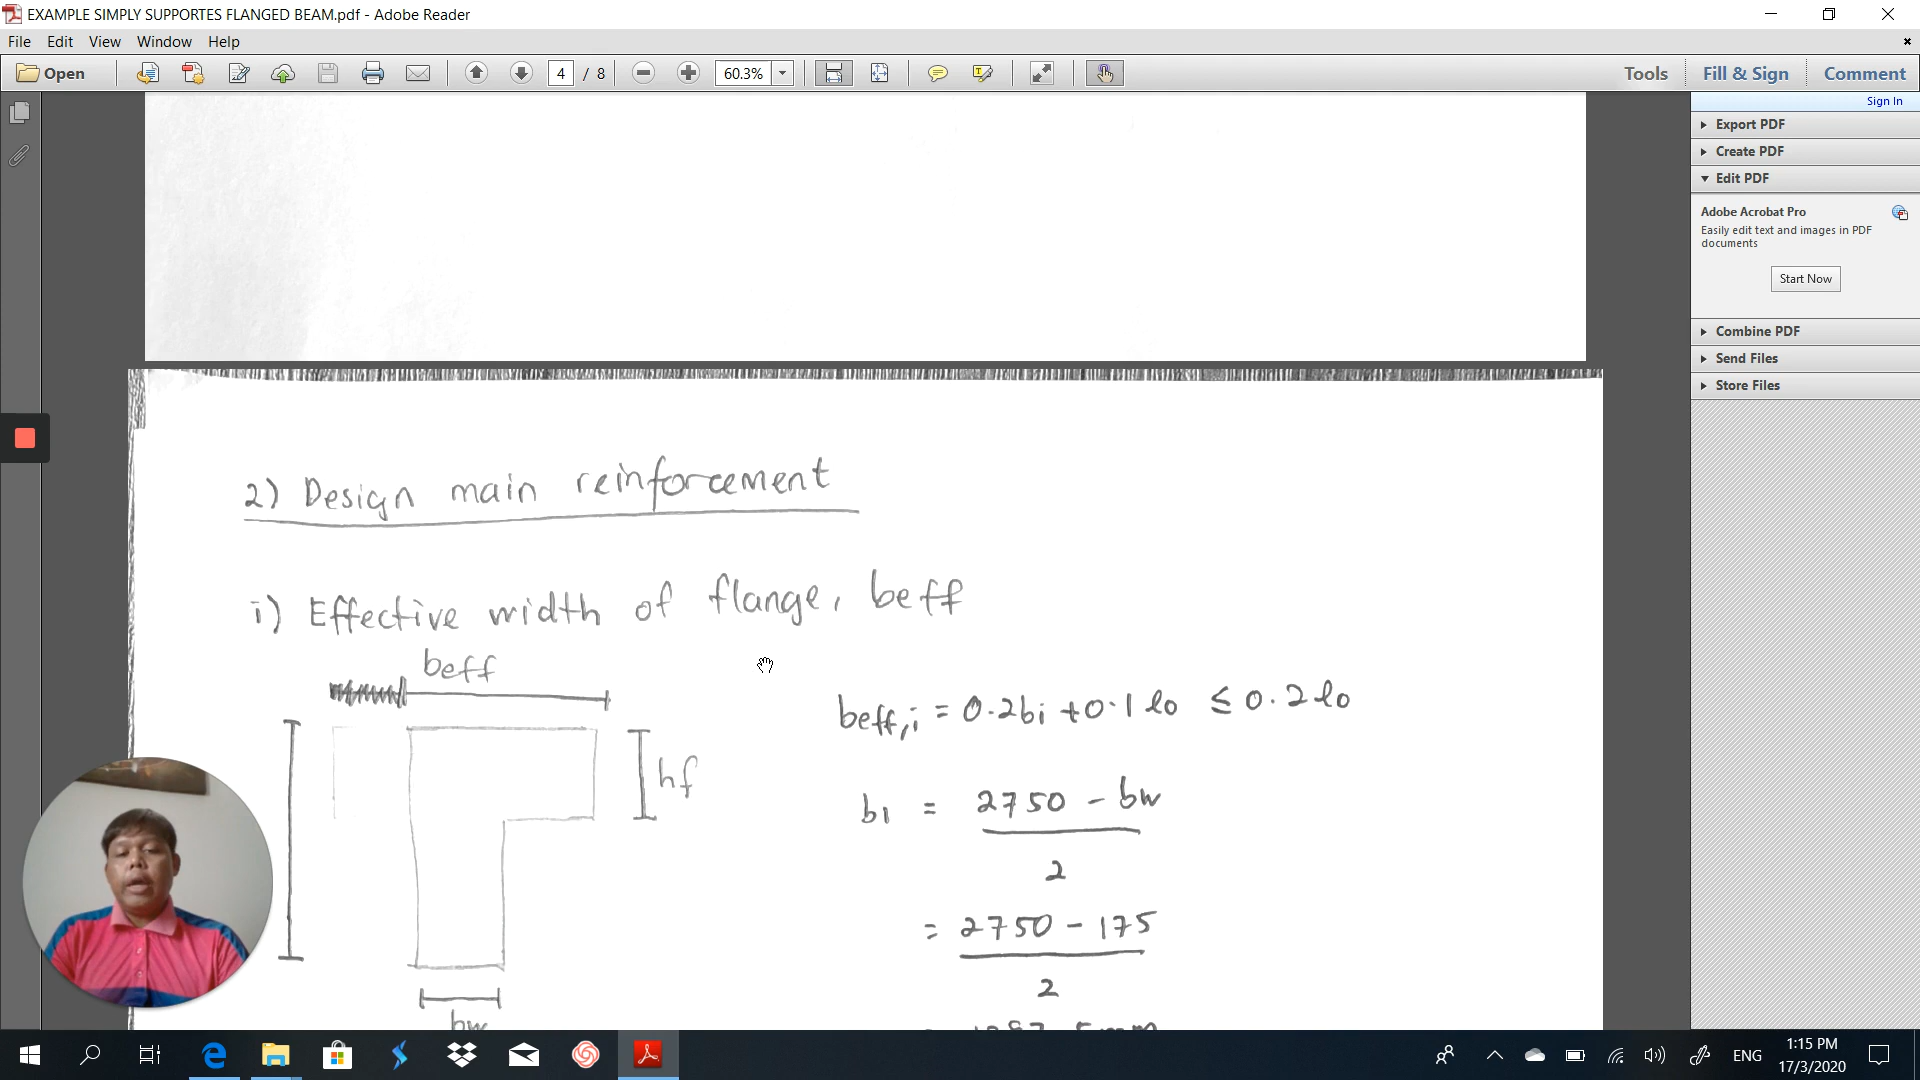 EXAMPLE SIMPLY SUPPORTES FLANGED BEAM.pdf - Adobe Reader
File Edit View Window Help
Open 4 / 8 60.3% Tools Fill & Sign Comment
Sign In
Export PDF
Create PDF
Edit PDF
Adobe Acrobat Pro
Easily edit text and images in PDF
documents
Start Now
Combine PDF
Send Files
Store Files
2) Design main reinforcement
i) Effective width of flange, beff
beff
hf
bw
beff,i = 0.2bi + 0.1 lo ≤ 0.2 lo
b1 = 2750 - bw
2
= 2750 - 175
2
ENG
1:15 PM
17/3/2020